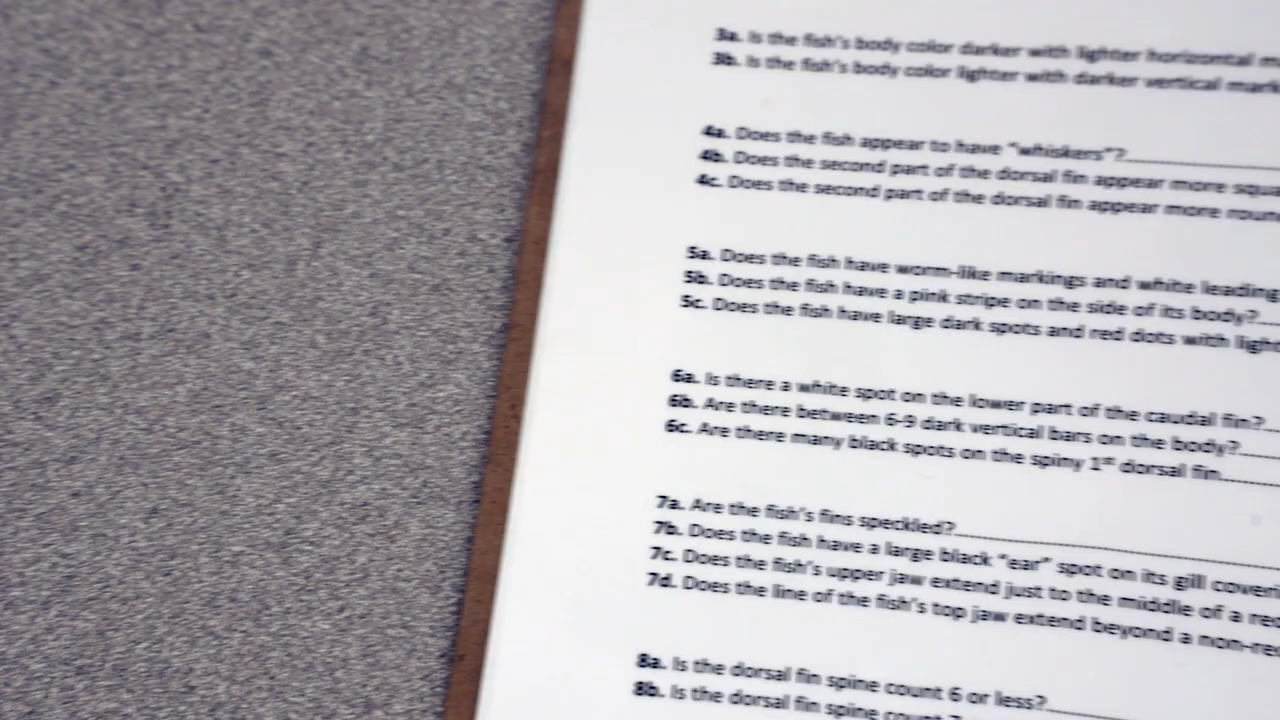 3a. Is the fish's body color darker with lighter horizontal
3b. Is the fish's body color lighter with darker vertical
4a. Does the fish appear to have "whiskers"?
4b. Does the second part of the dorsal fin appear more
4c. Does the second part of the dorsal fin appear more
5a. Does the fish have worm-like markings and white leading
5b. Does the fish have a pink stripe on the side of its body?
5c. Does the fish have large dark spots and red dots with
6a. Is there a white spot on the lower part of the caudal fin?
6b. Are there between 6-9 dark vertical bars on the body?
6c. Are there many black spots on the spiny 1st dorsal fin
7a. Are the fish's fins speckled?
7b. Does the fish have a large black "ear" spot on its gill
7c. Does the fish's upper jaw extend just to the middle of a
7d. Does the line of the fish's top jaw extend beyond a
8a. Is the dorsal fin spine count 6 or less?
8b. Is the dorsal fin spine count